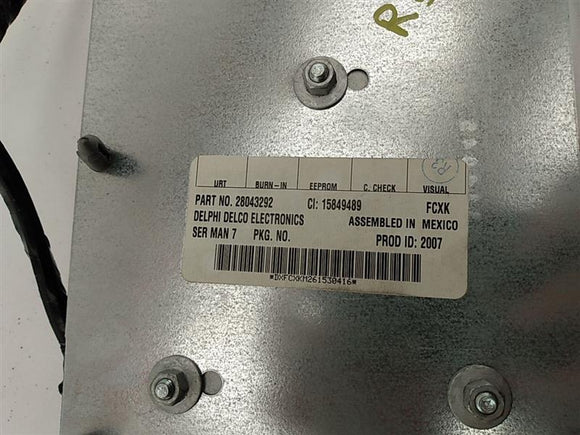 URT BURN-IN EEPROM C. CHECK VISUAL
PART NO. 28043292 CI: 15849489 FCXK
DELPHI DELCO ELECTRONICS ASSEMBLED IN MEXICO
SER MAN 7 PKG. NO. PROD ID: 2007
*DXFCXKM261530416*